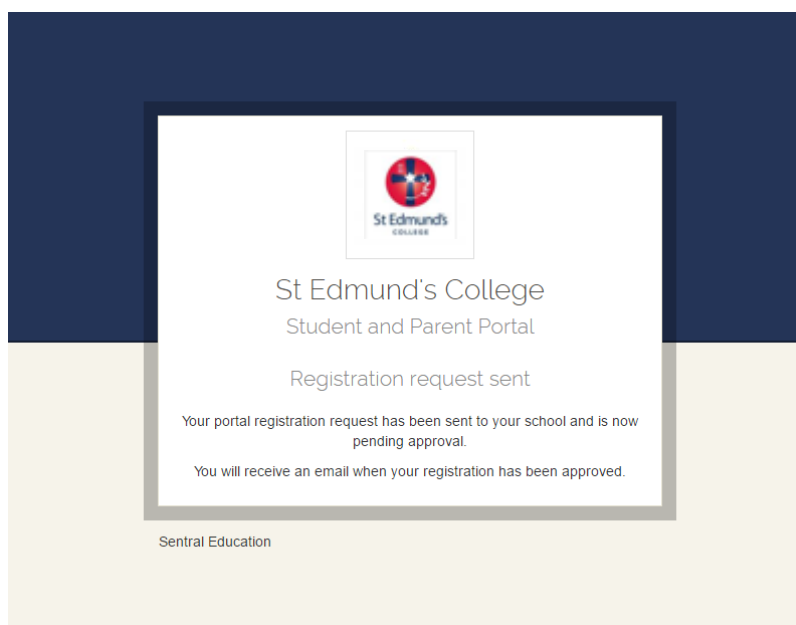 St Edmund's
COLLEGE
St Edmund's College
Student and Parent Portal
Registration request sent
Your portal registration request has been sent to your school and is now
pending approval.
You will receive an email when your registration has been approved.
Sentral Education